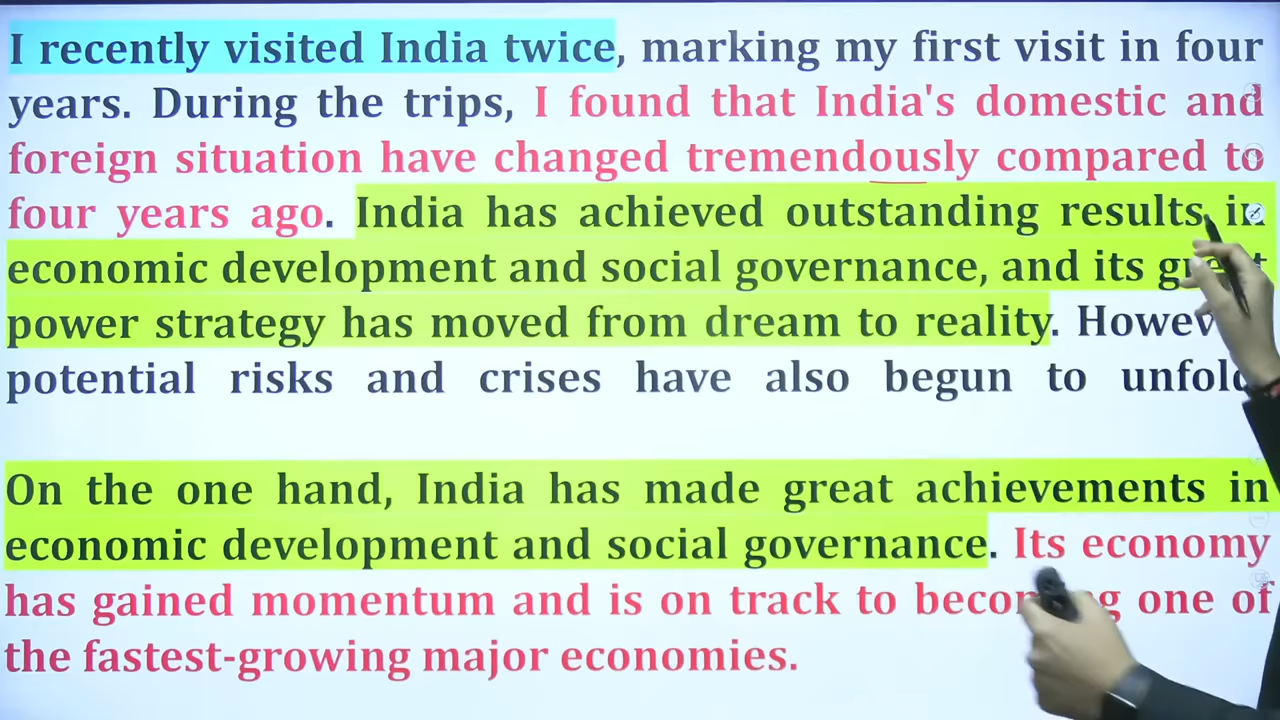 I recently visited India twice, marking my first visit in four
years. During the trips, I found that India's domestic and
foreign situation have changed tremendously compared to
four years ago. India has achieved outstanding results in
economic development and social governance, and its great
power strategy has moved from dream to reality. However
potential risks and crises have also begun to unfold
On the one hand, India has made great achievements in
economic development and social governance. Its economy
has gained momentum and is on track to becoming one of
the fastest-growing major economies.